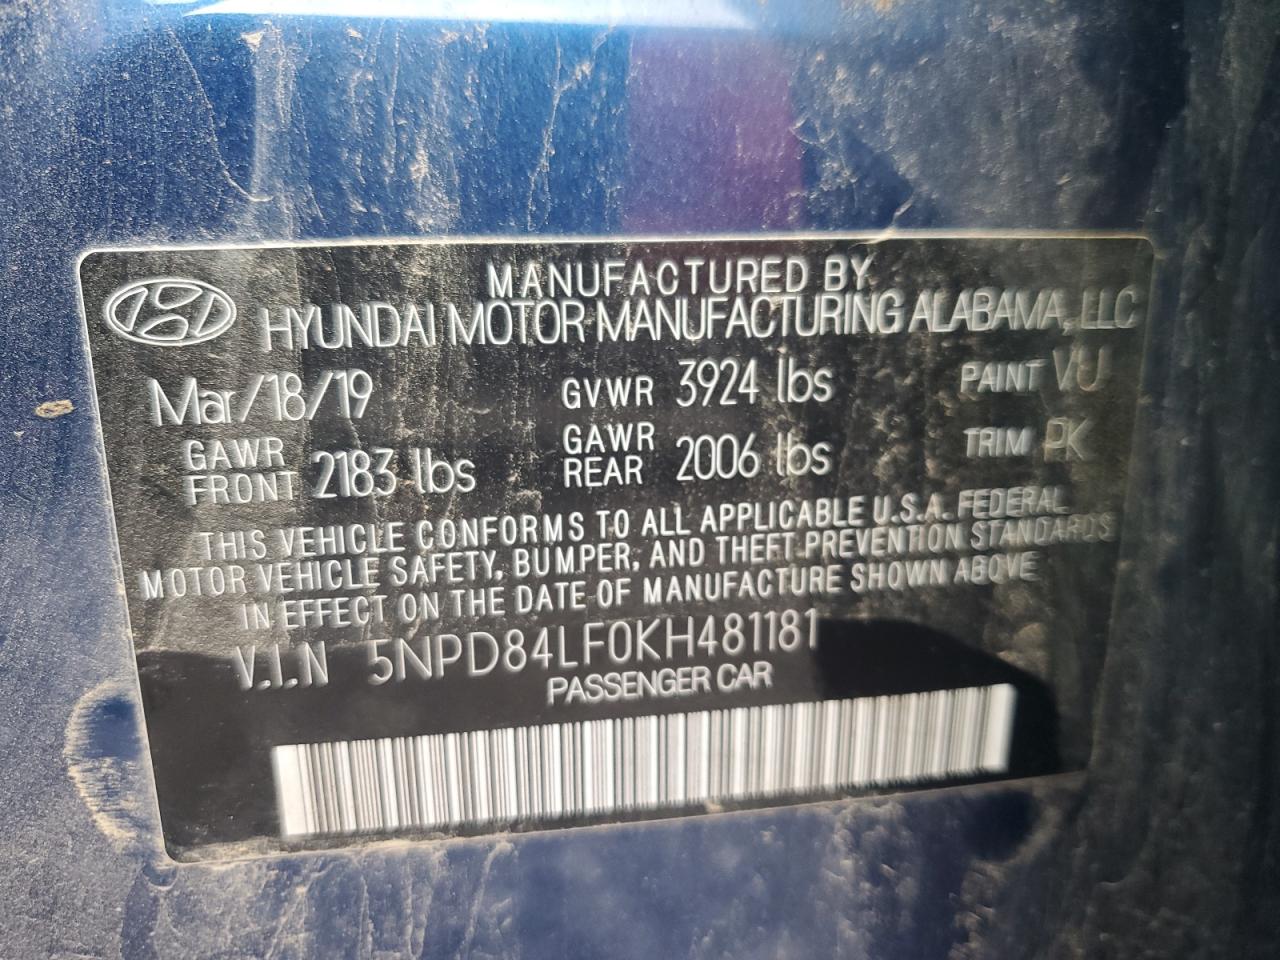 MANUFACTURED BY
HYUNDAI MOTOR MANUFACTURING ALABAMA, LLC
Mar/18/19 GVWR 3924 lbs PAINT VU
GAWR FRONT 2183 lbs GAWR REAR 2006 lbs TRIM PK
THIS VEHICLE CONFORMS TO ALL APPLICABLE U.S.A. FEDERAL
MOTOR VEHICLE SAFETY, BUMPER, AND THEFT PREVENTION STANDARDS
IN EFFECT ON THE DATE OF MANUFACTURE SHOWN ABOVE
V.I.N 5NPD84LF0KH481181
PASSENGER CAR